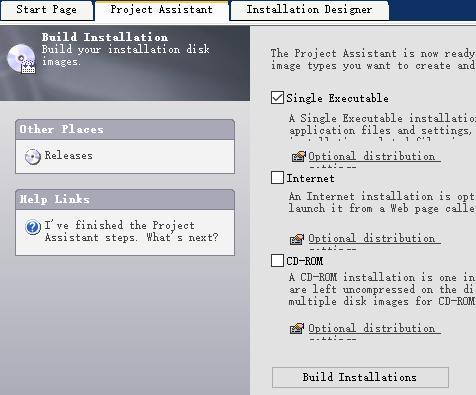 Start Page
Project Assistant
Installation Designer
Build Installation
Build your installation disk
images.
Other Places
Releases
Help Links
I've finished the Project
Assistant steps. What's next?
The Project Assistant is now ready
image types you want to create and
Single Executable
A Single Executable installatio
application files and settings,
Optional distribution
Internet
An Internet installation is opt
launch it from a Web page calle
Optional distribution
CD-ROM
A CD-ROM installation is one in
are left uncompressed on the di
multiple disk images for CD-ROM
Optional distribution
Build Installations